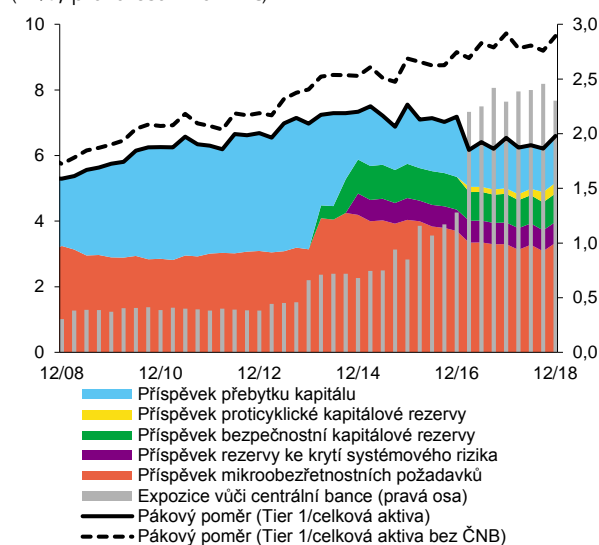 10
3,0
8
2,5
2,0
6
1,5
4
1,0
2
0,5
0
0,0
12/08
12/10
12/12
12/14
12/16
12/18
Příspěvek přebytku kapitálu
Příspěvek proticyklické kapitálové rezervy
Příspěvek bezpečnostní kapitálové rezervy
Příspěvek rezervy ke krytí systémového rizika
Příspěvek mikroobezřetnostních požadavků
Expozice vůči centrální bance (pravá osa)
Pákový poměr (Tier 1/celková aktiva)
Pákový poměr (Tier 1/celková aktiva bez ČNB)